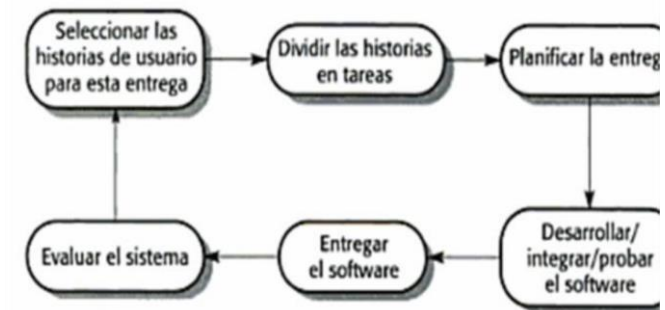 Seleccionar las
historias de usuario
para esta entrega
Dividir las historias
en tareas
Planificar la entreg
Desarrollar/
integrar/probar
el software
Entregar
el software
Evaluar el sistema